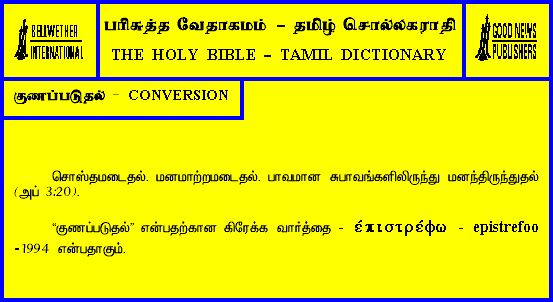 BELLWETHER
INTERNATIONAL
பரிசுத்த வேதாகமம் – தமிழ் சொல்லகராதி
THE HOLY BIBLE – TAMIL DICTIONARY
GOOD NEWS
PUBLISHERS
குணப்படுதல் – CONVERSION
சொஸ்தமடைதல். மனமாற்றமடைதல். பாவமான சுபாவங்களிலிருந்து மனந்திருந்துதல்
(அப் 3:20).
“குணப்படுதல்” என்பதற்கான கிரேக்க வார்த்தை - έπιστρέφω - epistrefoo
-1994 என்பதாகும்.